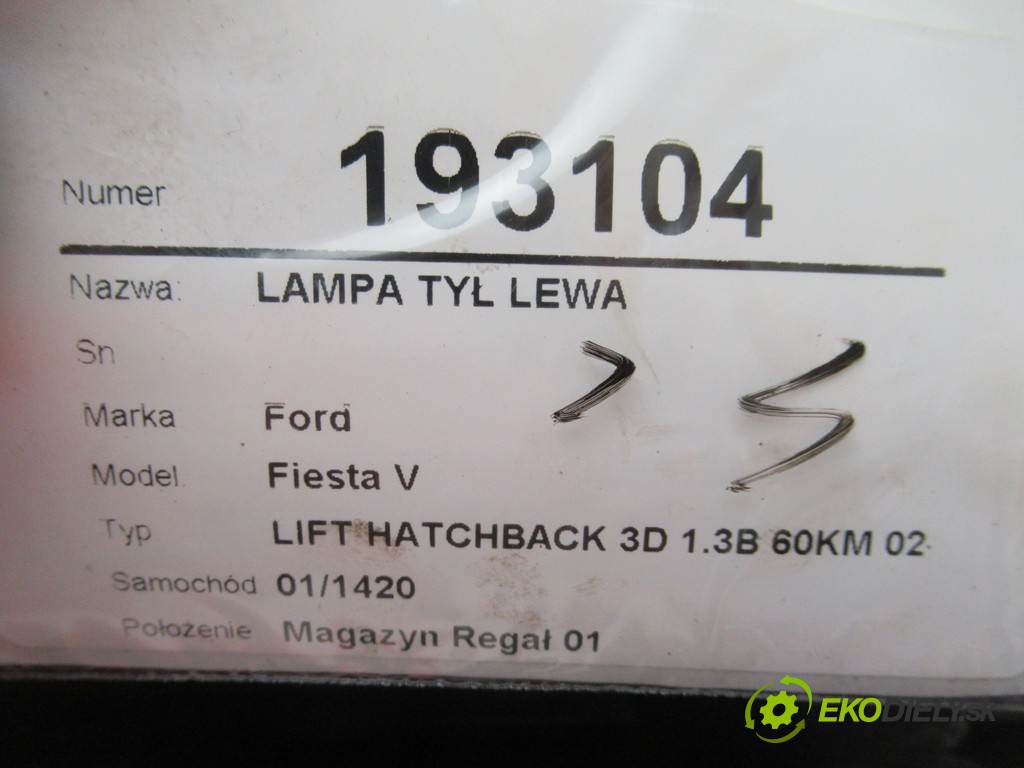 Numer 193104
Nazwa: LAMPA TYŁ LEWA
Sn
Marka Ford
Model Fiesta V
Typ LIFT HATCHBACK 3D 1.3B 60KM 02-
Samochód 01/1420
Położenie Magazyn Regał 01
EKODIELY.SK